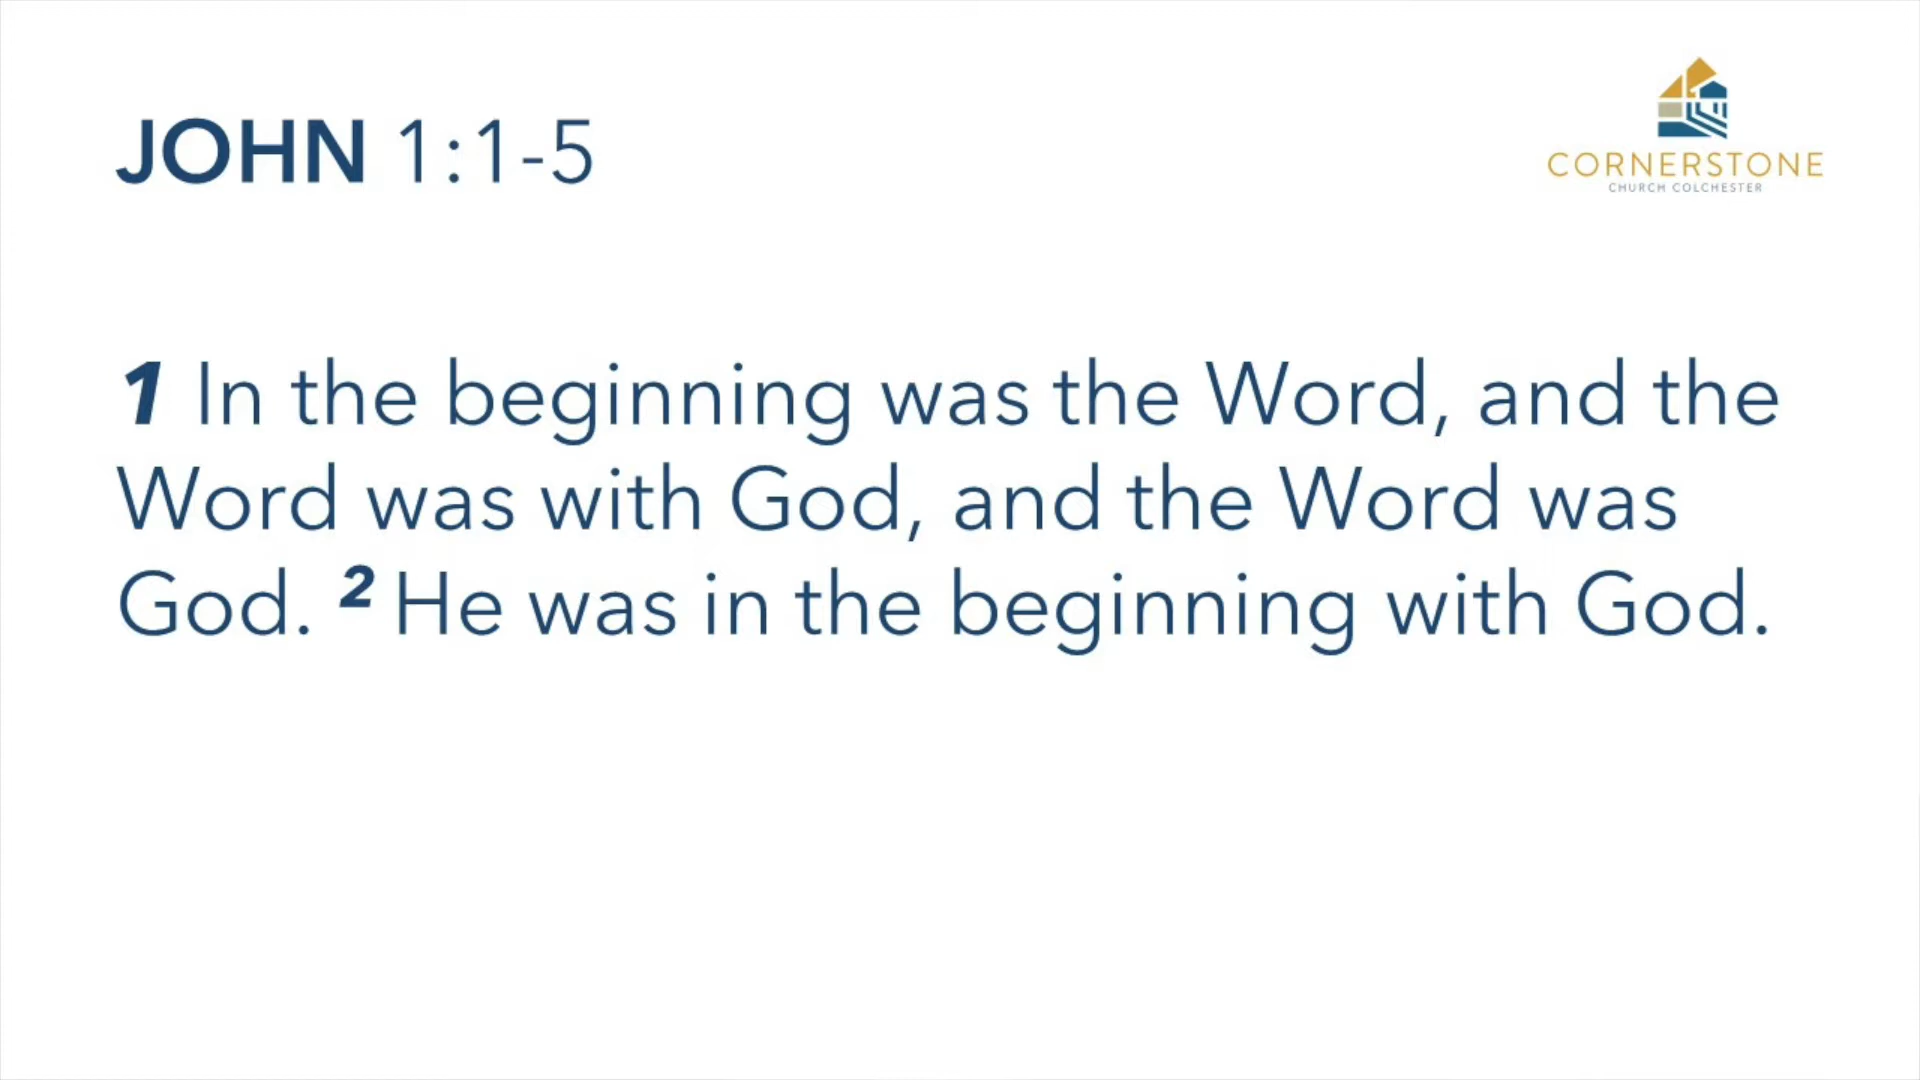 JOHN 1:1-5
CORNERSTONE
CHURCH COLCHESTER
1 In the beginning was the Word, and the
Word was with God, and the Word was
God. 2 He was in the beginning with God.